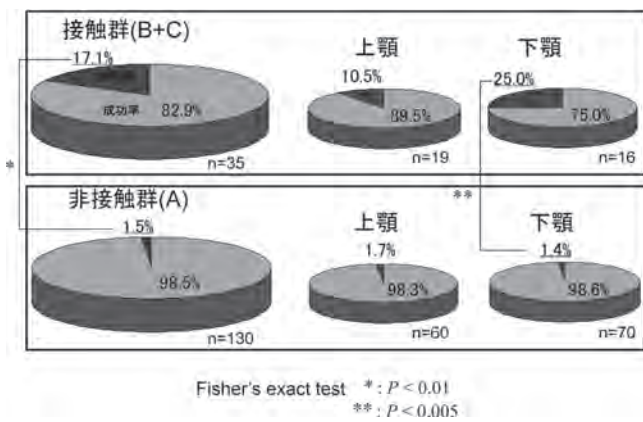 接触群(B+C)
上顎
下顎
17.1%
10.5%
25.0%
成功率 82.9%
89.5%
75.0%
n=35
n=19
n=16
*
**
非接触群(A)
上顎
下顎
1.5%
1.7%
1.4%
98.5%
98.3%
98.6%
n=130
n=60
n=70
Fisher's exact test * : P < 0.01
** : P < 0.005